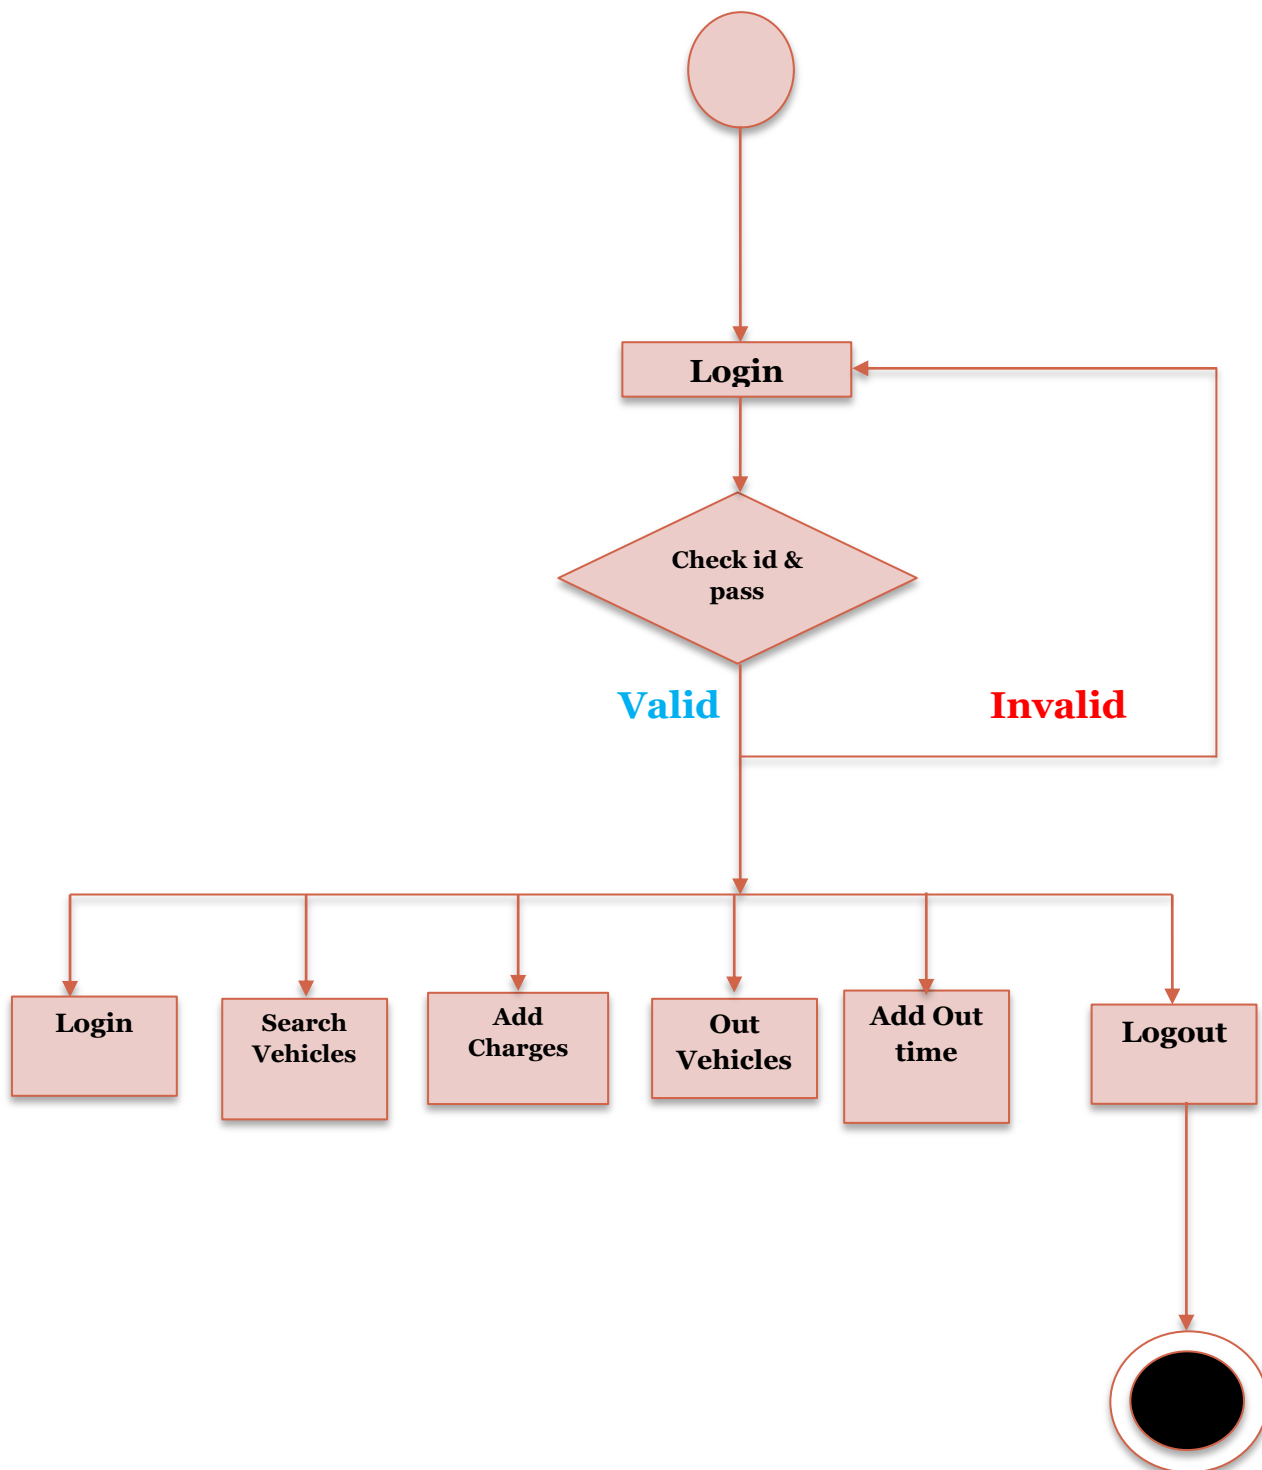 Login
Check id &
pass
Valid
Invalid
Login
Search
Vehicles
Add
Charges
Out
Vehicles
Add Out
time
Logout